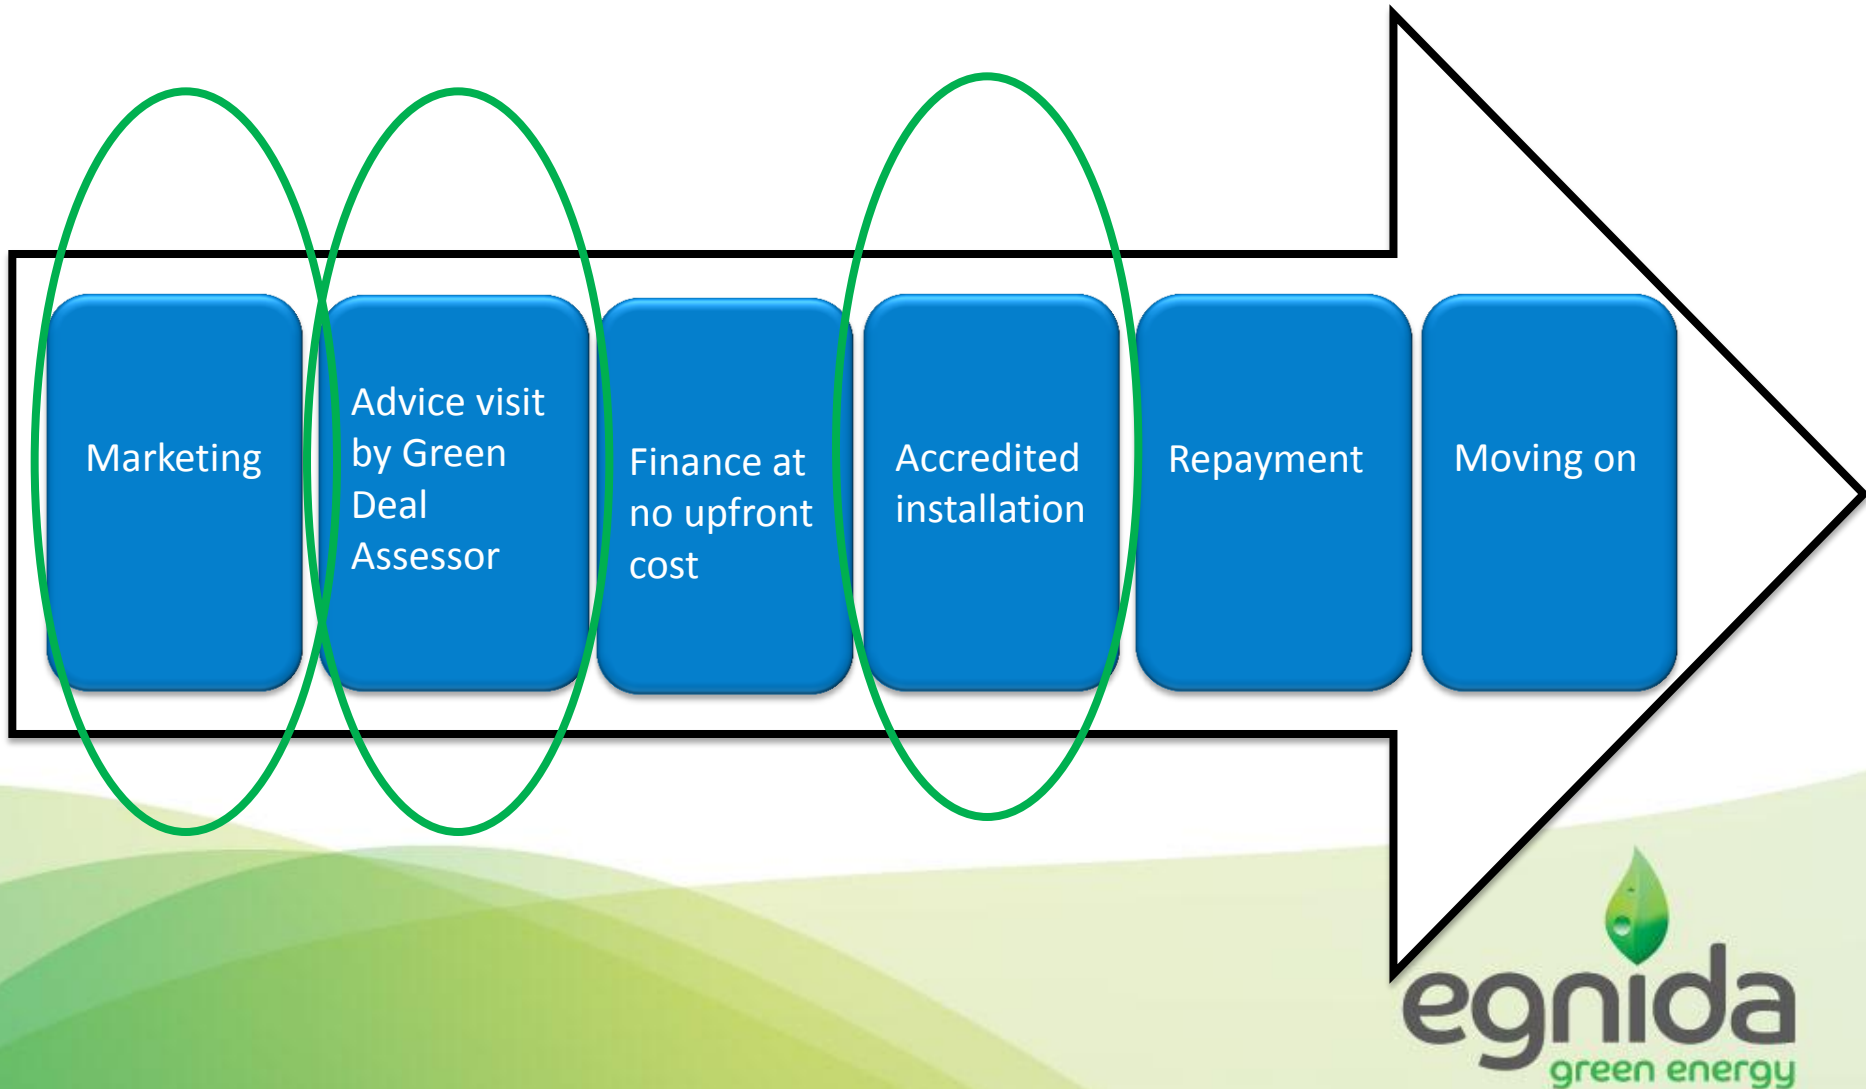 Marketing
Advice visit
by Green
Deal
Assessor
Finance at
no upfront
cost
Accredited
installation
Repayment
Moving on
egnida
green energy